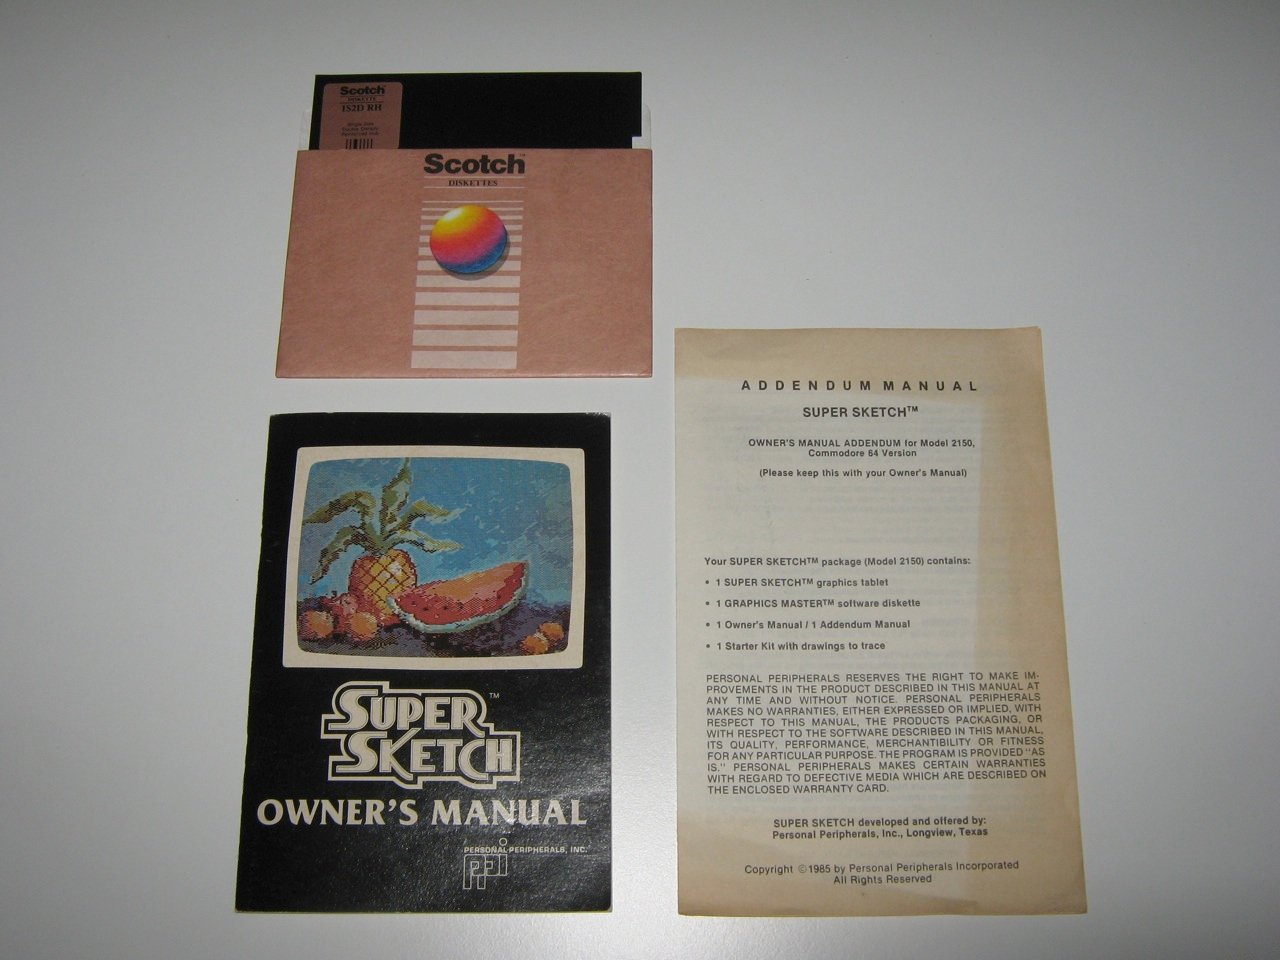 Scotch
DISKETTE
1S2D RH
Scotch™
DISKETTES
SUPER™
SKETCH
OWNER'S MANUAL
PERSONAL PERIPHERALS, INC.
PPI
ADDENDUM MANUAL
SUPER SKETCH™
OWNER'S MANUAL ADDENDUM for Model 2150,
Commodore 64 Version
(Please keep this with your Owner's Manual)
Your SUPER SKETCH™ package (Model 2150) contains:
• 1 SUPER SKETCH™ graphics tablet
• 1 GRAPHICS MASTER™ software diskette
• 1 Owner's Manual / 1 Addendum Manual
• 1 Starter Kit with drawings to trace
PERSONAL PERIPHERALS RESERVES THE RIGHT TO MAKE IM-
PROVEMENTS IN THE PRODUCT DESCRIBED IN THIS MANUAL AT
ANY TIME AND WITHOUT NOTICE. PERSONAL PERIPHERALS
MAKES NO WARRANTIES, EITHER EXPRESSED OR IMPLIED, WITH
RESPECT TO THIS MANUAL, THE PRODUCTS PACKAGING, OR
WITH RESPECT TO THE SOFTWARE DESCRIBED IN THIS MANUAL,
ITS QUALITY, PERFORMANCE, MERCHANTIBILITY OR FITNESS
FOR ANY PARTICULAR PURPOSE. THE PROGRAM IS PROVIDED "AS
IS." PERSONAL PERIPHERALS MAKES CERTAIN WARRANTIES
WITH REGARD TO DEFECTIVE MEDIA WHICH ARE DESCRIBED ON
THE ENCLOSED WARRANTY CARD.
SUPER SKETCH developed and offered by:
Personal Peripherals, Inc., Longview, Texas
Copyright ©1985 by Personal Peripherals Incorporated
All Rights Reserved